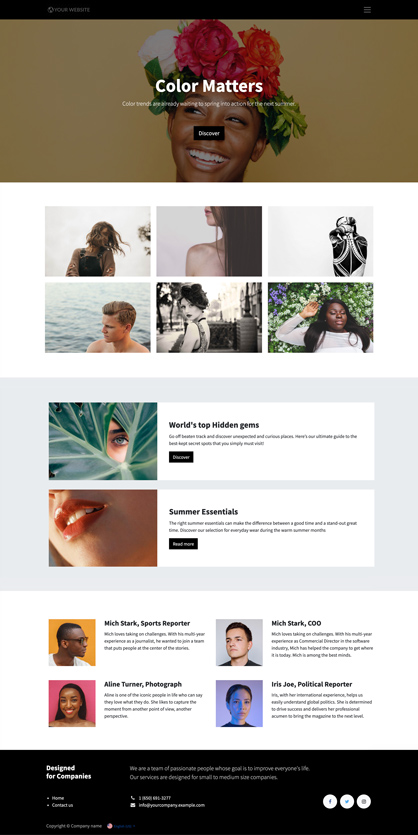 YOUR WEBSITE
Color Matters
Color trends are already waiting to spring into action for the next summer.
Discover
World's top Hidden gems
Go off beaten track and discover unexpected and curious places. Here's our ultimate guide to the
best-kept secret spots that you simply must visit!
Discover
Summer Essentials
The right summer essentials can make the difference between a good time and a stand-out great
time. Discover our selection for everyday wear during the warm summer months
Read more
Mich Stark, Sports Reporter
Mich loves taking on challenges. With his multi-year
experience as a journalist, he wanted to join a team
that puts people at the center of the stories.
Mich Stark, COO
Mich loves taking on challenges. With his multi-year
experience as Commercial Director in the software
industry, Mich has helped the company to get where
it is today. Mich is among the best minds.
Aline Turner, Photograph
Aline is one of the iconic people in life who can say
they love what they do. She likes to capture the
moment from another point of view, another
perspective.
Iris Joe, Political Reporter
Iris, with her international experience, helps us
easily understand global politics. She is determined
to drive success and delivers her professional
acumen to bring the magazine to the next level.
Designed
for Companies
We are a team of passionate people whose goal is to improve everyone's life.
Our services are designed for small to medium size companies.
Home
Contact us
1 (650) 691-3277
info@yourcompany.example.com
Copyright © Company name